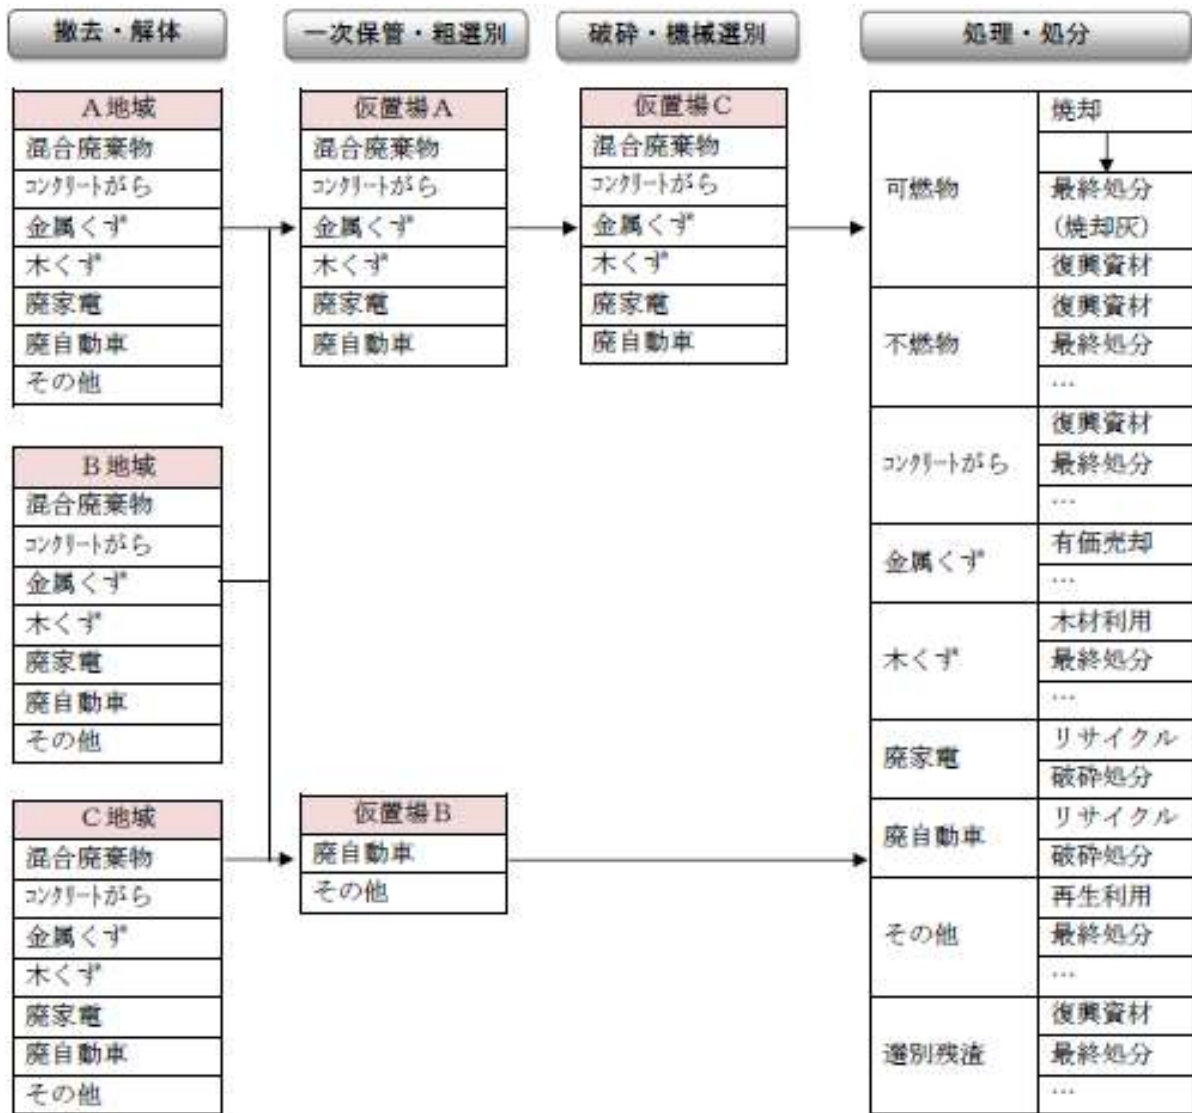 撤去・解体
一次保管・粗選別
破砕・機械選別
処理・処分
A地域
混合廃棄物
コンクリートがら
金属くず
木くず
廃家電
廃自動車
その他
B地域
混合廃棄物
コンクリートがら
金属くず
木くず
廃家電
廃自動車
その他
C地域
混合廃棄物
コンクリートがら
金属くず
木くず
廃家電
廃自動車
その他
仮置場A
混合廃棄物
コンクリートがら
金属くず
木くず
廃家電
廃自動車
仮置場B
廃自動車
その他
仮置場C
混合廃棄物
コンクリートがら
金属くず
木くず
廃家電
廃自動車
可燃物
焼却
最終処分
(焼却灰)
復興資材
不燃物
復興資材
最終処分
…
コンクリートがら
復興資材
最終処分
…
金属くず
有価売却
…
木くず
木材利用
最終処分
…
廃家電
リサイクル
破砕処分
廃自動車
リサイクル
破砕処分
その他
再生利用
最終処分
…
選別残渣
復興資材
最終処分
…